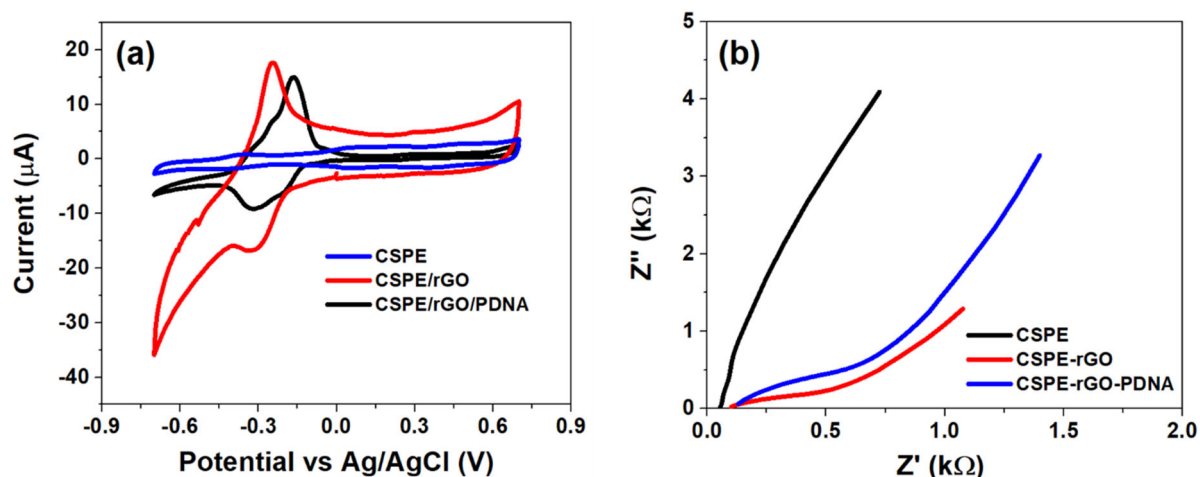 (a)
20
10
0
-10
-20
-30
-40
Current (μA)
CSPE
CSPE/rGO
CSPE/rGO/PDNA
-0.9 -0.6 -0.3 0.0 0.3 0.6 0.9
Potential vs Ag/AgCl (V)
(b)
5
4
3
2
1
0
Z'' (kΩ)
CSPE
CSPE-rGO
CSPE-rGO-PDNA
0.0 0.5 1.0 1.5 2.0
Z' (kΩ)